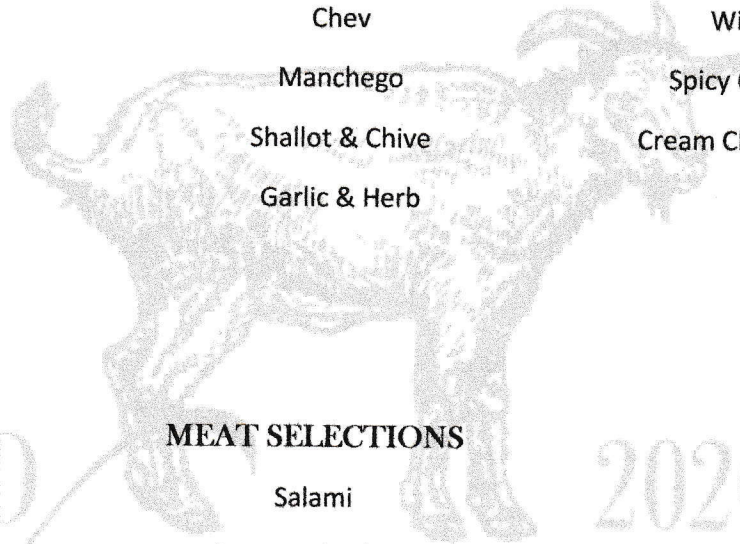 Chev
Manchego
Spicy
Shallot & Chive
Cream
Garlic & Herb
MEAT SELECTIONS
Salami